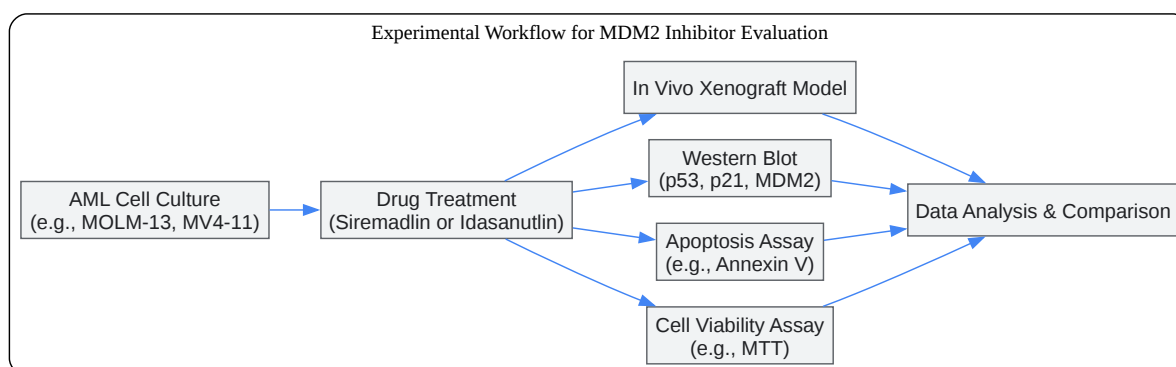 Experimental Workflow for MDM2 Inhibitor Evaluation
AML Cell Culture
(e.g., MOLM-13, MV4-11)
Drug Treatment
(Siremadlin or Idasanutlin)
In Vivo Xenograft Model
Western Blot
(p53, p21, MDM2)
Apoptosis Assay
(e.g., Annexin V)
Cell Viability Assay
(e.g., MTT)
Data Analysis & Comparison